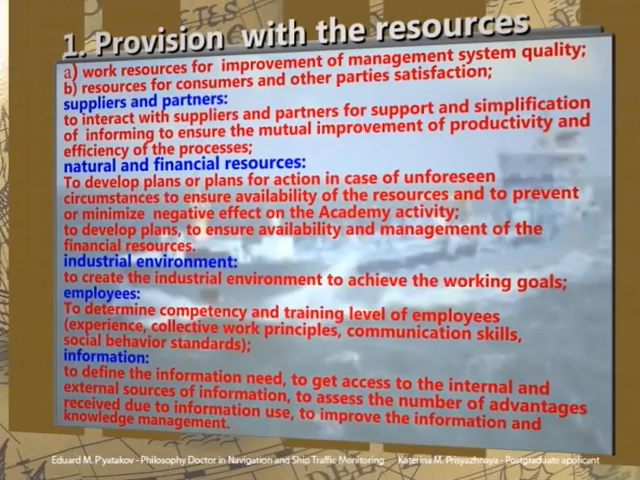 1. Provision with the resources
a) work resources for improvement of management system quality;
b) resources for consumers and other parties satisfaction;
suppliers and partners:
to interact with suppliers and partners for support and simplification
of informing to ensure the mutual improvement of productivity and
efficiency of the processes;
natural and financial resources:
To develop plans or plans for action in case of unforeseen
circumstances to ensure availability of the resources and to prevent
or minimize negative effect on the Academy activity;
to develop plans, to ensure availability and management of the
financial resources.
industrial environment:
to create the industrial environment to achieve the working goals;
employees:
To determine competency and training level of employees
(experience, collective work principles, communication skills,
social behavior standards);
information:
to define the information need, to get access to the internal and
external sources of information, to assess the number of advantages
received due to information use, to improve the information and
knowledge management.
Eduard M. P'yatakov - Philosophy Doctor in Navigation and Ship Traffic Monitoring Katerina M. Prisyazhnaya - Postgraduate applicant